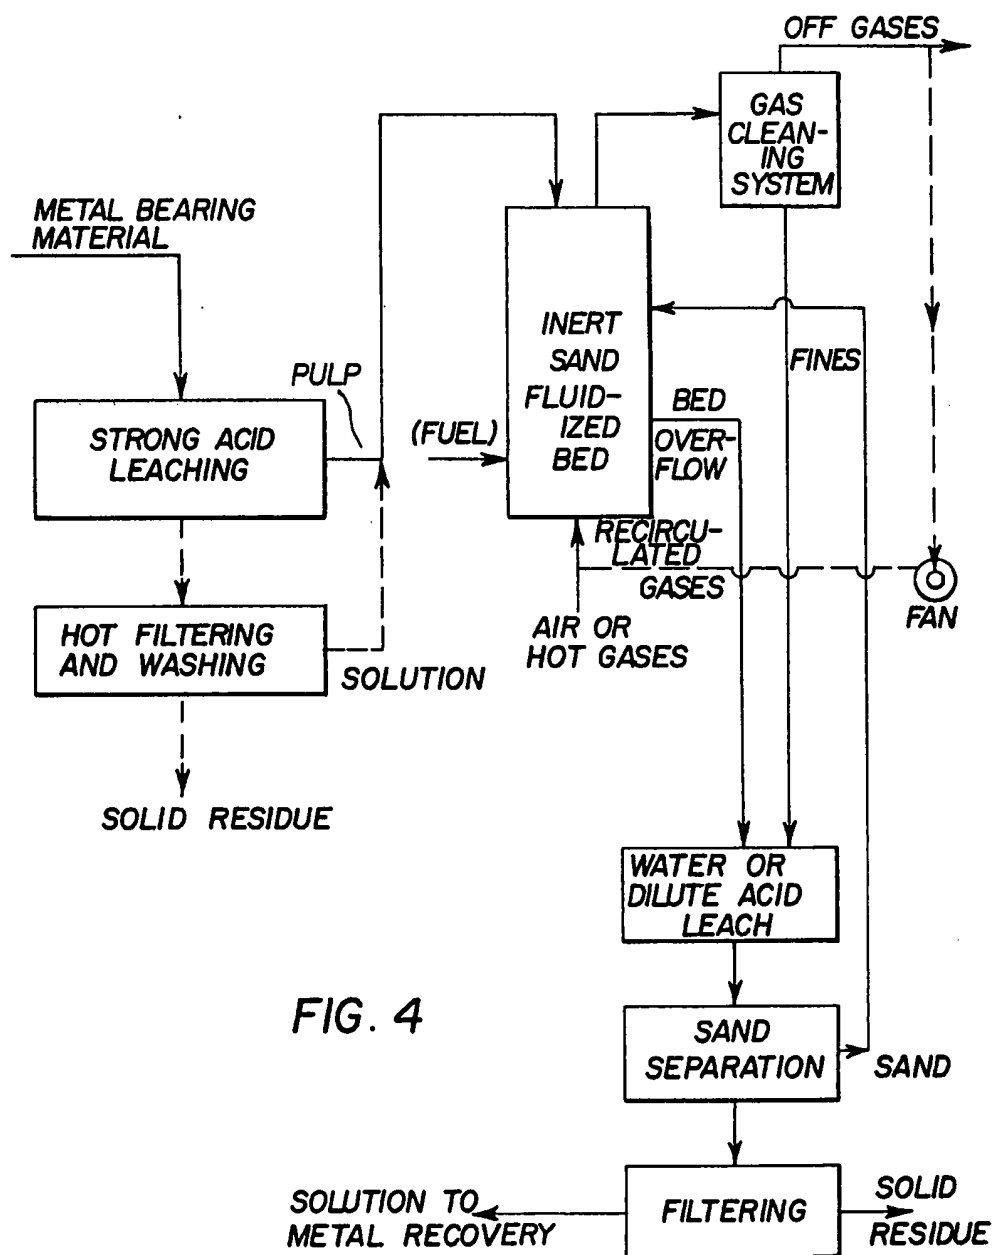 OFF GASES
GAS
CLEAN-
ING
SYSTEM
METAL BEARING
MATERIAL
INERT
SAND
FLUID-
IZED
BED
FINES
PULP
(FUEL)
BED
OVER-
FLOW
STRONG ACID
LEACHING
RECIRCU-
LATED
GASES
FAN
AIR OR
HOT GASES
HOT FILTERING
AND WASHING
SOLUTION
SOLID RESIDUE
WATER OR
DILUTE ACID
LEACH
FIG. 4
SAND
SEPARATION
SAND
SOLUTION TO
METAL RECOVERY
FILTERING
SOLID
RESIDUE